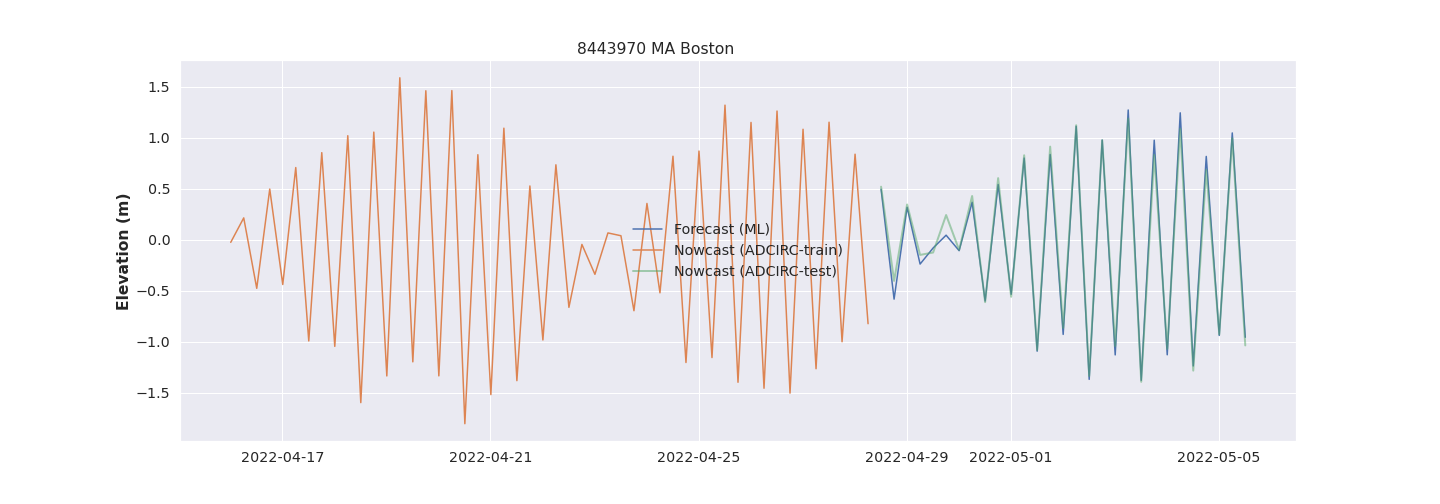 8443970 MA Boston
Elevation (m)
1.5
1.0
0.5
0.0
−0.5
−1.0
−1.5
Forecast (ML)
Nowcast (ADCIRC-train)
Nowcast (ADCIRC-test)
2022-04-17 2022-04-21 2022-04-25 2022-04-29 2022-05-01 2022-05-05